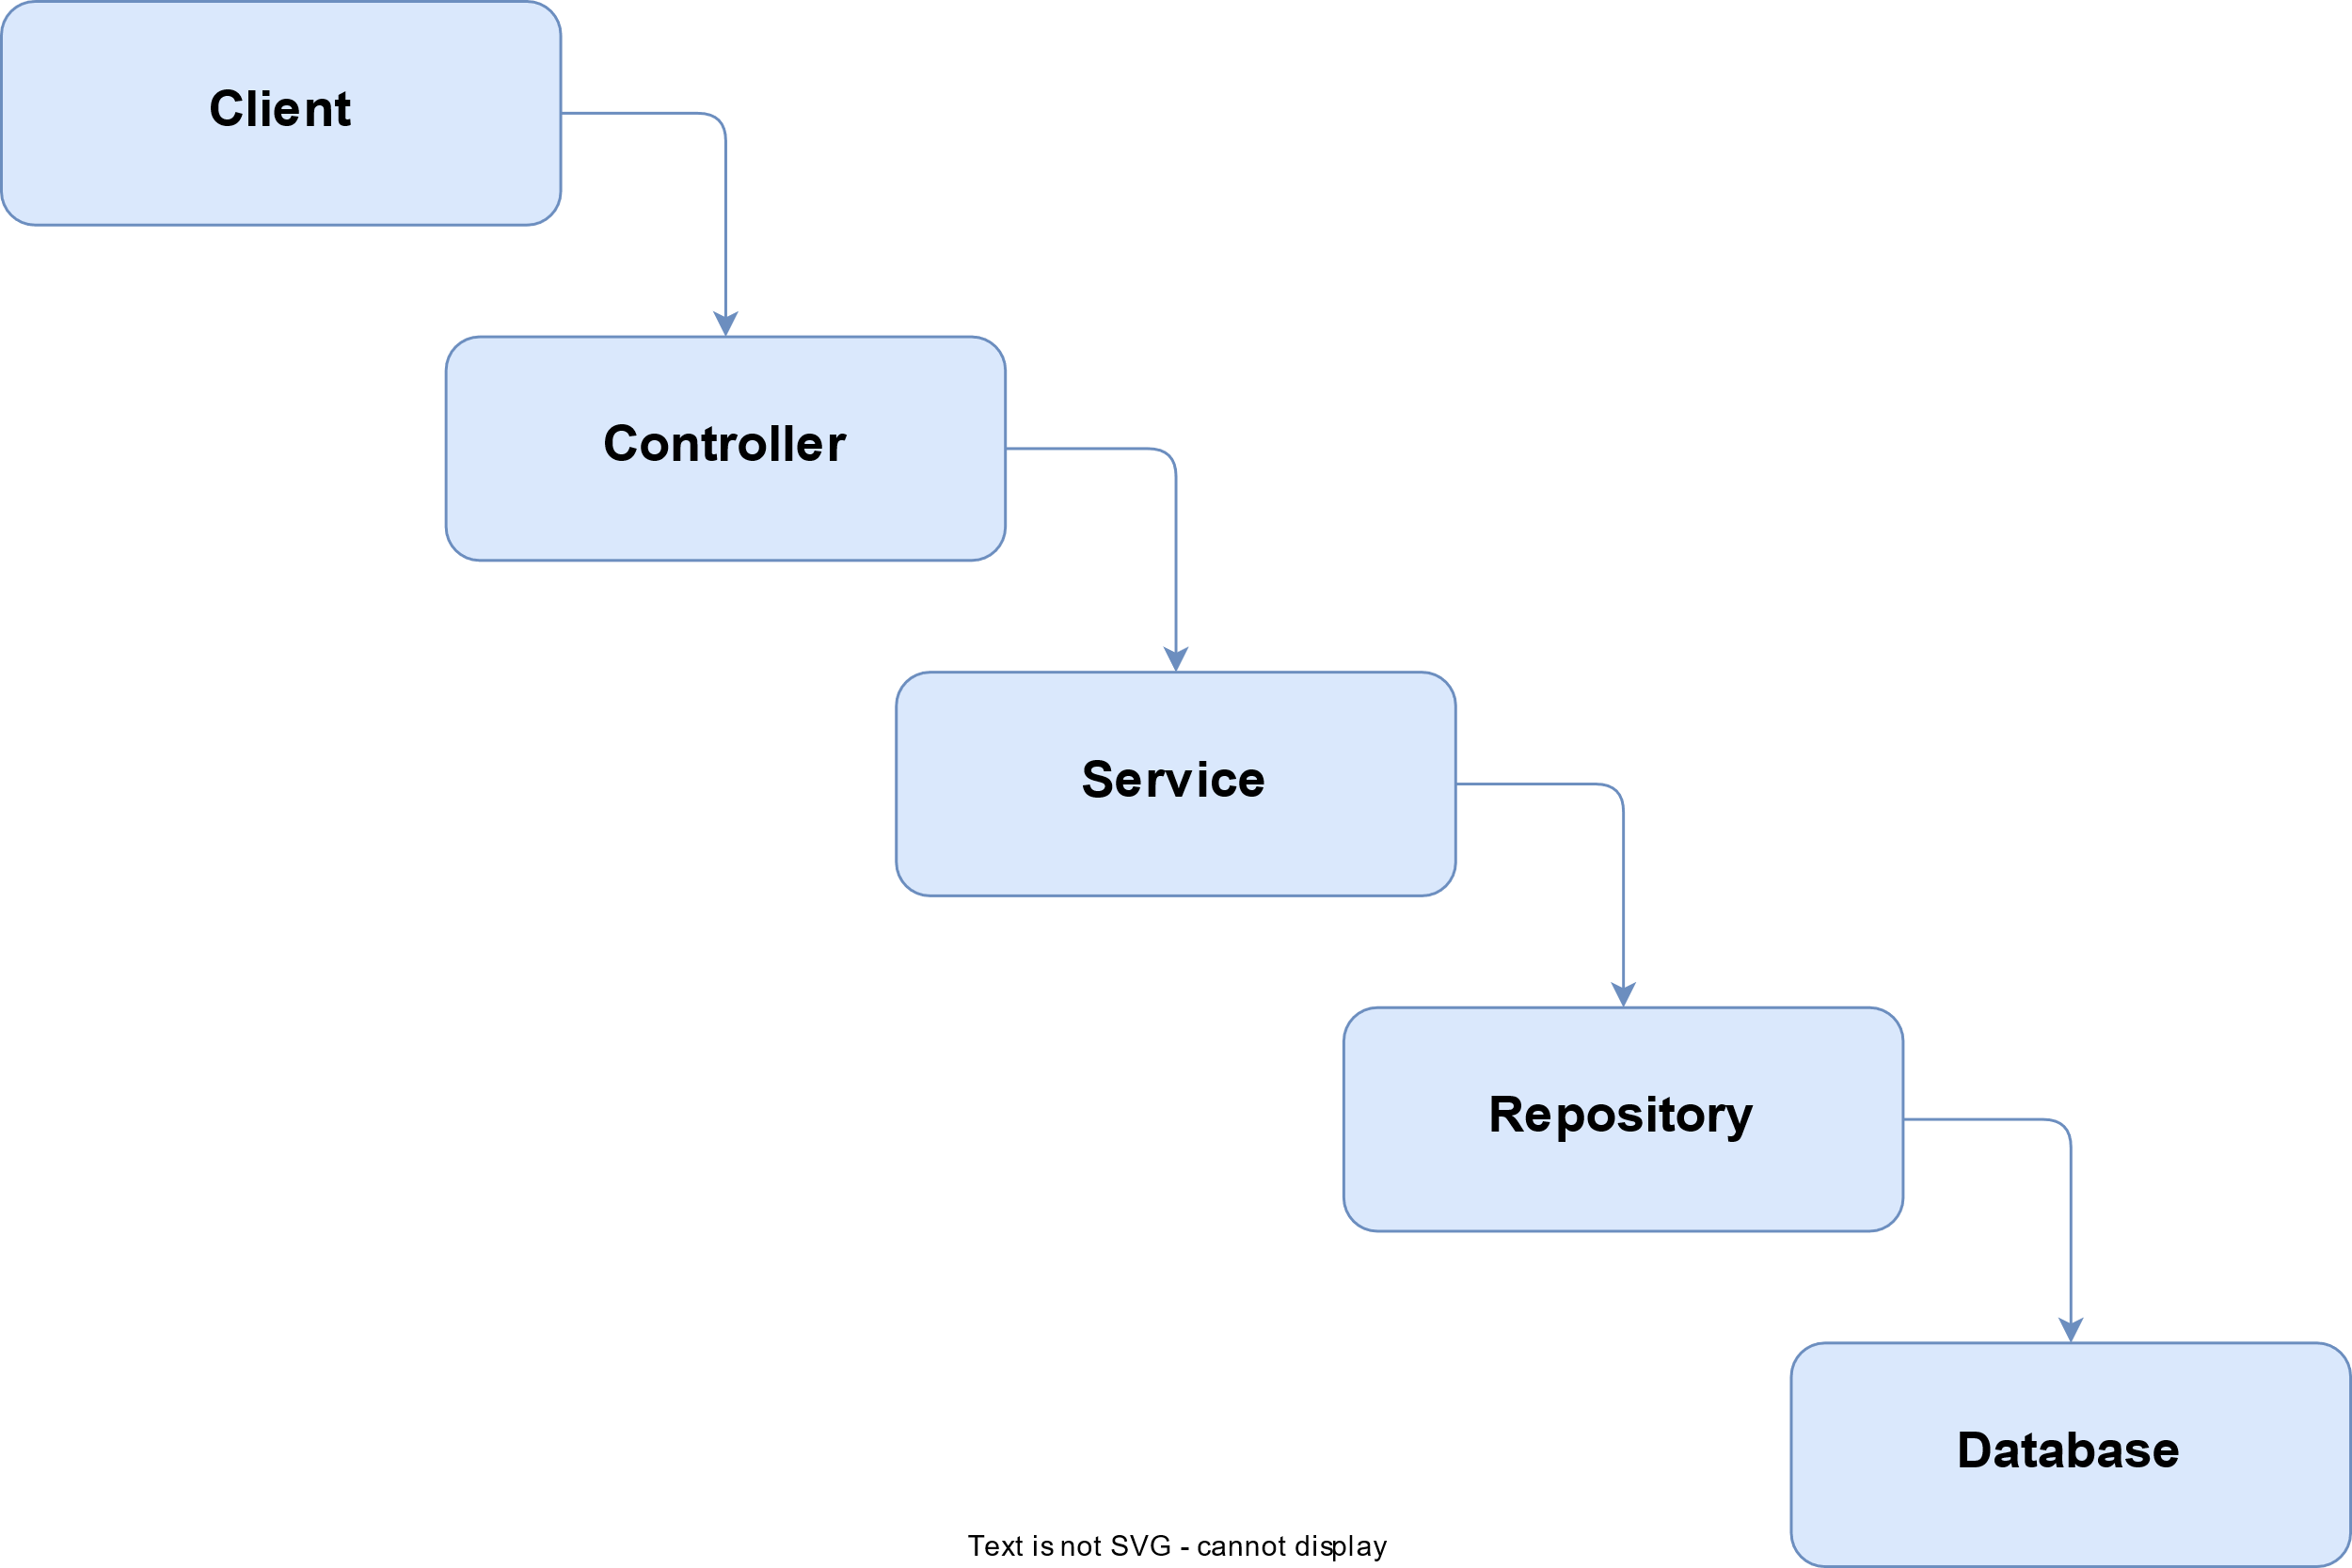 Client
Controller
Service
Repository
Database
Text is not SVG - cannot display